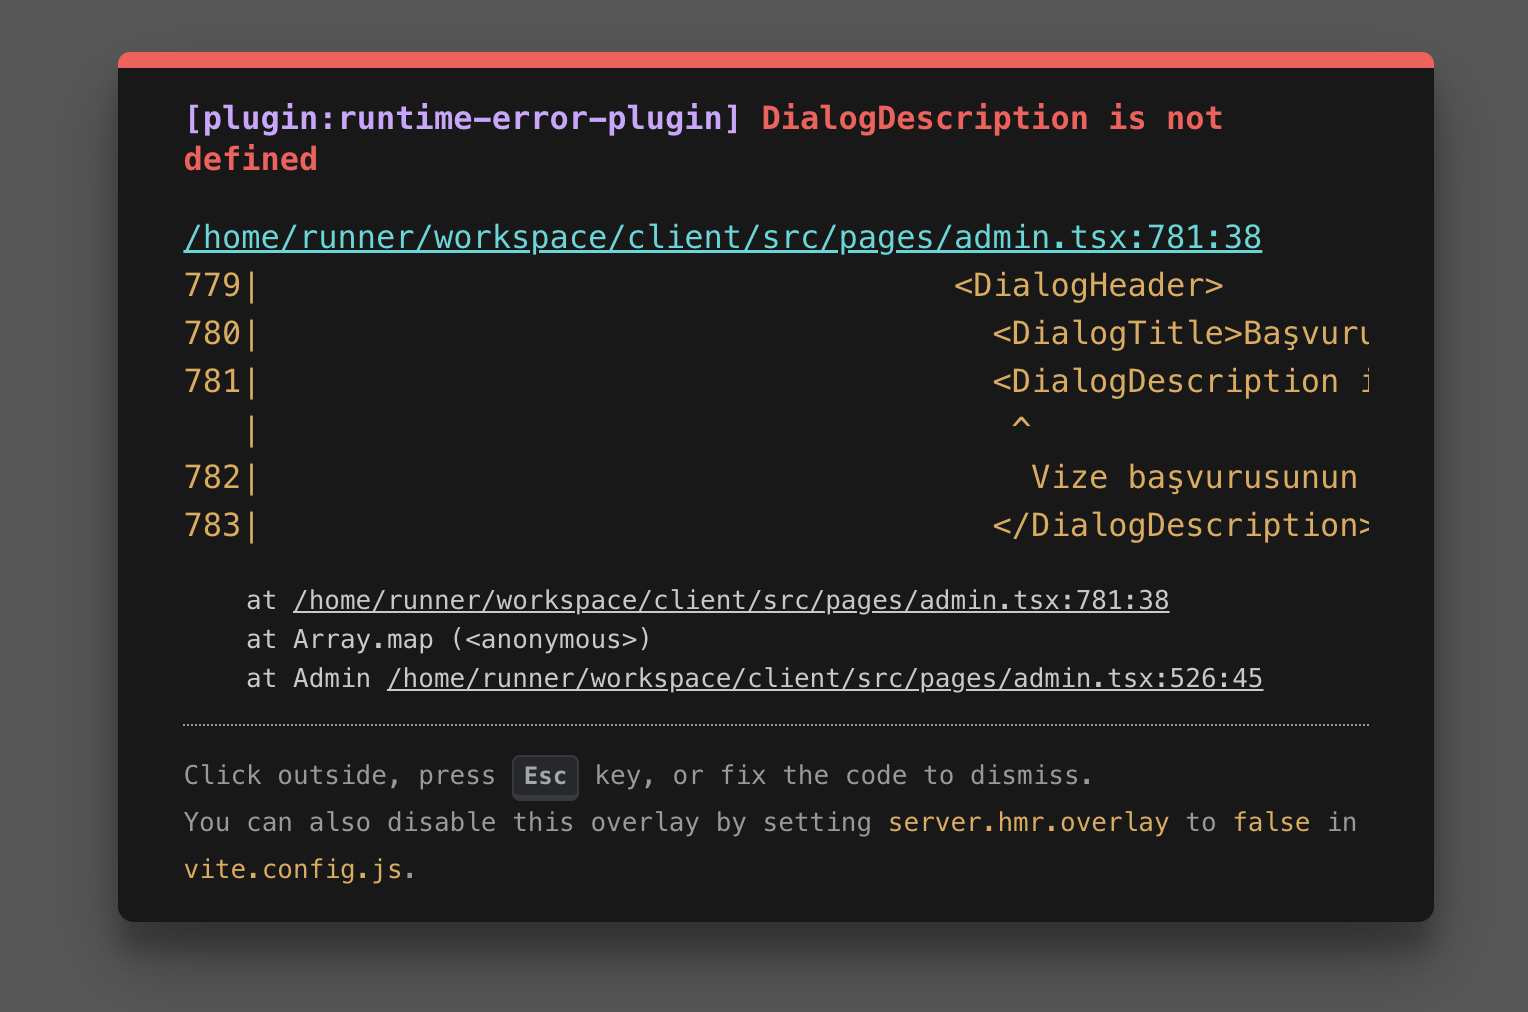 [plugin:runtime-error-plugin] DialogDescription is not
defined
/home/runner/workspace/client/src/pages/admin.tsx:781:38
779|                                    <DialogHeader>
780|                                      <DialogTitle>Başvuru
781|                                      <DialogDescription i
   |                                       ^
782|                                        Vize başvurusunun
783|                                      </DialogDescription>
at /home/runner/workspace/client/src/pages/admin.tsx:781:38
at Array.map (<anonymous>)
at Admin /home/runner/workspace/client/src/pages/admin.tsx:526:45
Click outside, press Esc key, or fix the code to dismiss.
You can also disable this overlay by setting server.hmr.overlay to false in
vite.config.js.